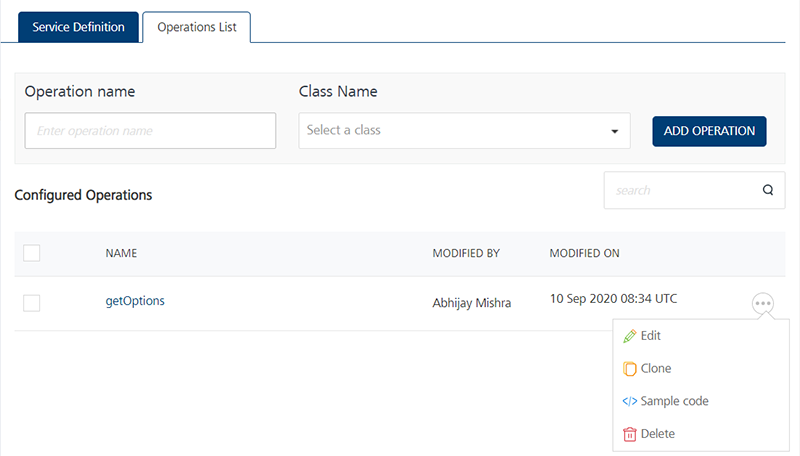 Service Definition
Operations List
Operation name
Class Name
Enter operation name
Select a class
ADD OPERATION
Configured Operations
search
NAME
MODIFIED BY
MODIFIED ON
getOptions
Abhijay Mishra
10 Sep 2020 08:34 UTC
Edit
Clone
Sample code
Delete